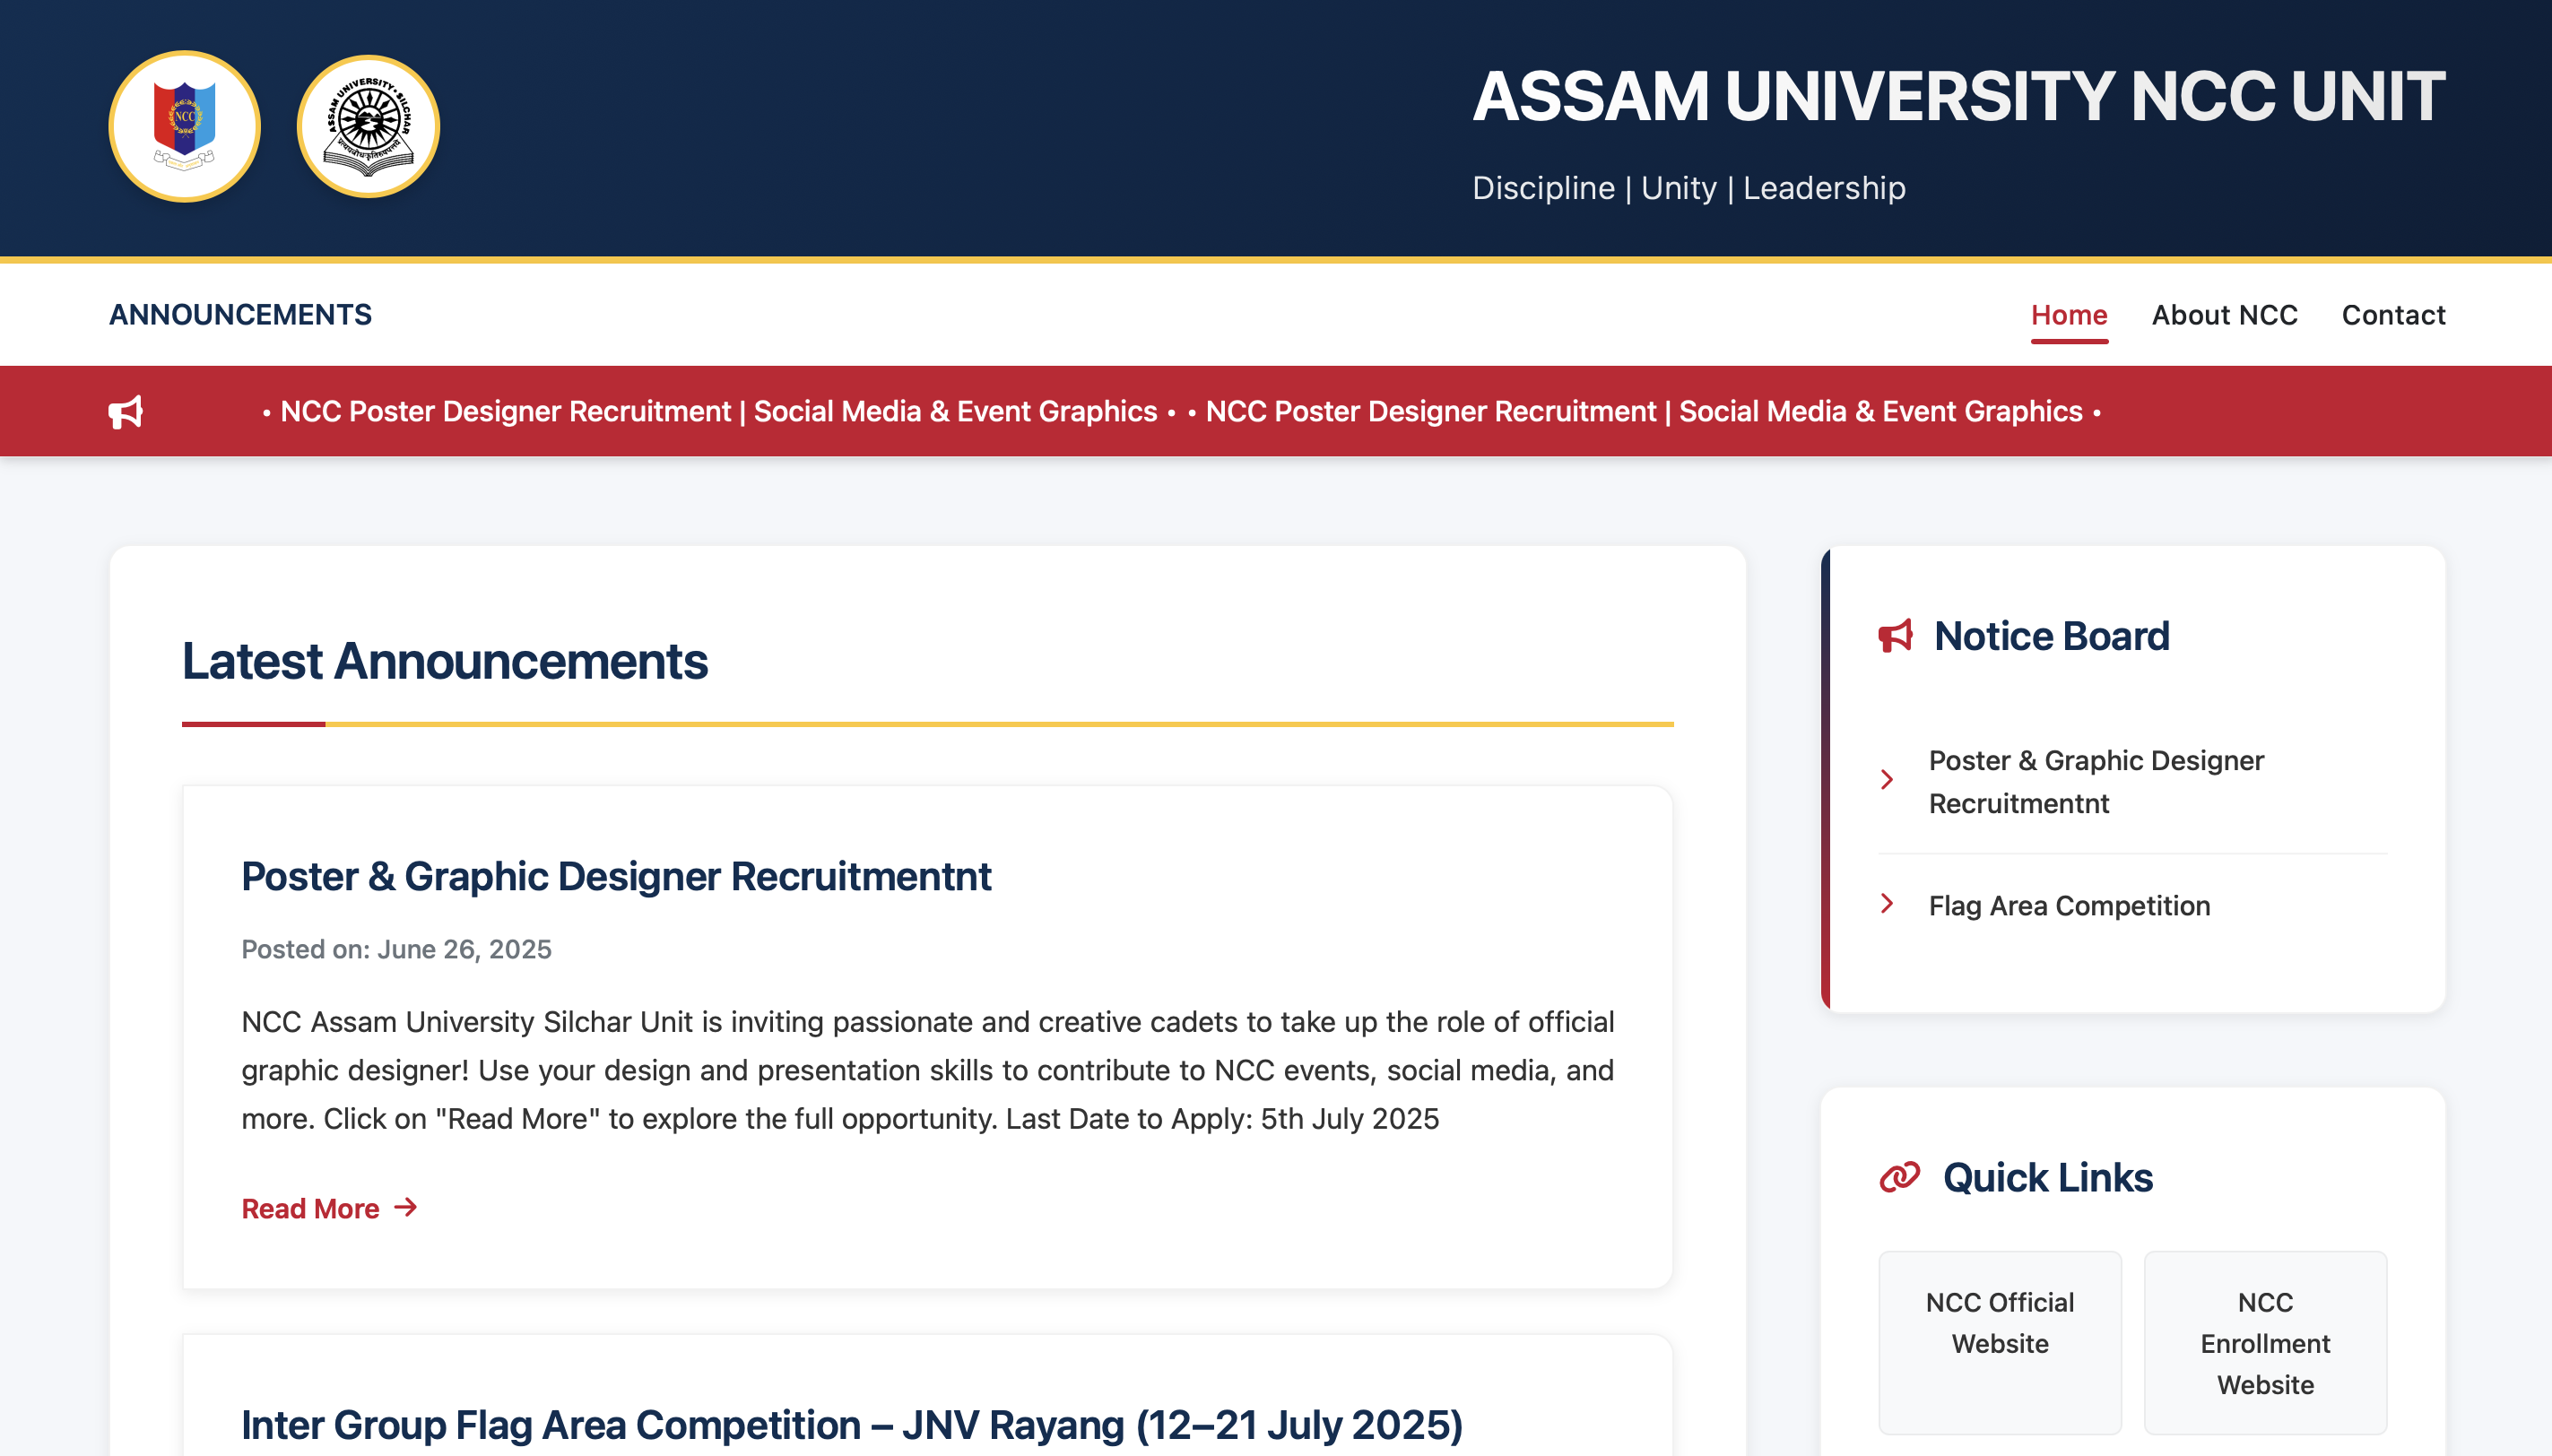 NCC
ASSAM UNIVERSITY • SILCHAR
ASSAM UNIVERSITY NCC UNIT
Discipline | Unity | Leadership
ANNOUNCEMENTS
Home
About NCC
Contact
• NCC Poster Designer Recruitment | Social Media & Event Graphics • • NCC Poster Designer Recruitment | Social Media & Event Graphics •
Latest Announcements
Poster & Graphic Designer Recruitmentnt
Posted on: June 26, 2025
NCC Assam University Silchar Unit is inviting passionate and creative cadets to take up the role of official
graphic designer! Use your design and presentation skills to contribute to NCC events, social media, and
more. Click on "Read More" to explore the full opportunity. Last Date to Apply: 5th July 2025
Read More
Inter Group Flag Area Competition – JNV Rayang (12–21 July 2025)
Notice Board
Poster & Graphic Designer
Recruitmentnt
Flag Area Competition
Quick Links
NCC Official
Website
NCC
Enrollment
Website